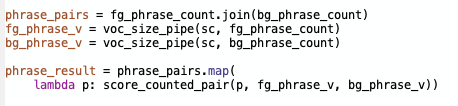 phrase_pairs = fg_phrase_count.join(bg_phrase_count)
fg_phrase_v = voc_size_pipe(sc, fg_phrase_count)
bg_phrase_v = voc_size_pipe(sc, bg_phrase_count)

phrase_result = phrase_pairs.map(
    lambda p: score_counted_pair(p, fg_phrase_v, bg_phrase_v))